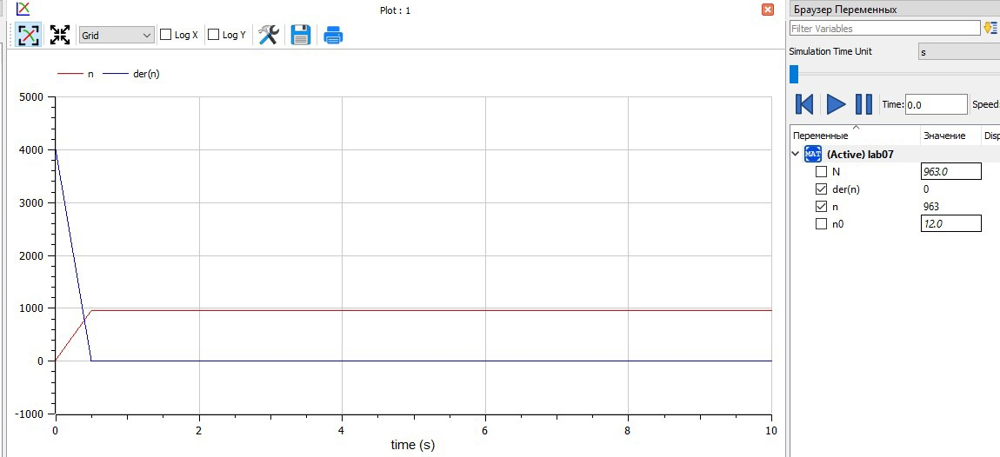 Plot : 1
Grid
Log X
Log Y
n
der(n)
5000
4000
3000
2000
1000
0
-1000
0
2
4
6
8
10
time (s)
Браузер Переменных
Filter Variables
Simulation Time Unit
s
Time:
0.0
Speed:
Переменные
Значение
Disp
MAT
(Active) lab07
N
963.0
der(n)
0
n
963
n0
12.0